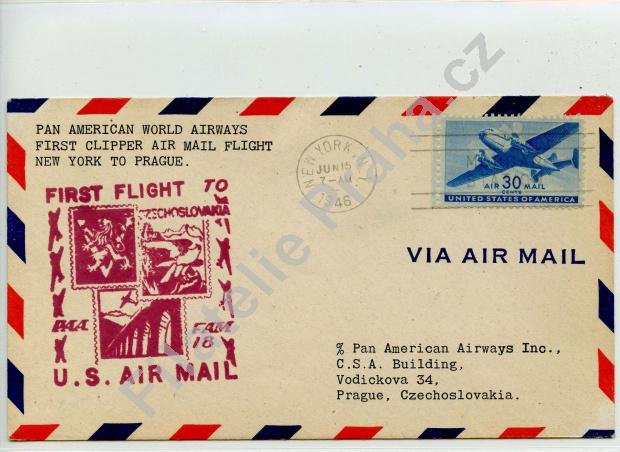 PAN AMERICAN WORLD AIRWAYS
FIRST CLIPPER AIR MAIL FLIGHT
NEW YORK TO PRAGUE.
NEW YORK, N.Y.
JUN 15
7-AM
1946
AIR 30 MAIL
CENTS
UNITED STATES OF AMERICA
FIRST FLIGHT TO
CZECHOSLOVAKIA
PAA FAM
18
U.S. AIR MAIL
VIA AIR MAIL
% Pan American Airways Inc.,
C.S.A. Building,
Vodickova 34,
Prague, Czechoslovakia.
Filatelie Praha.cz